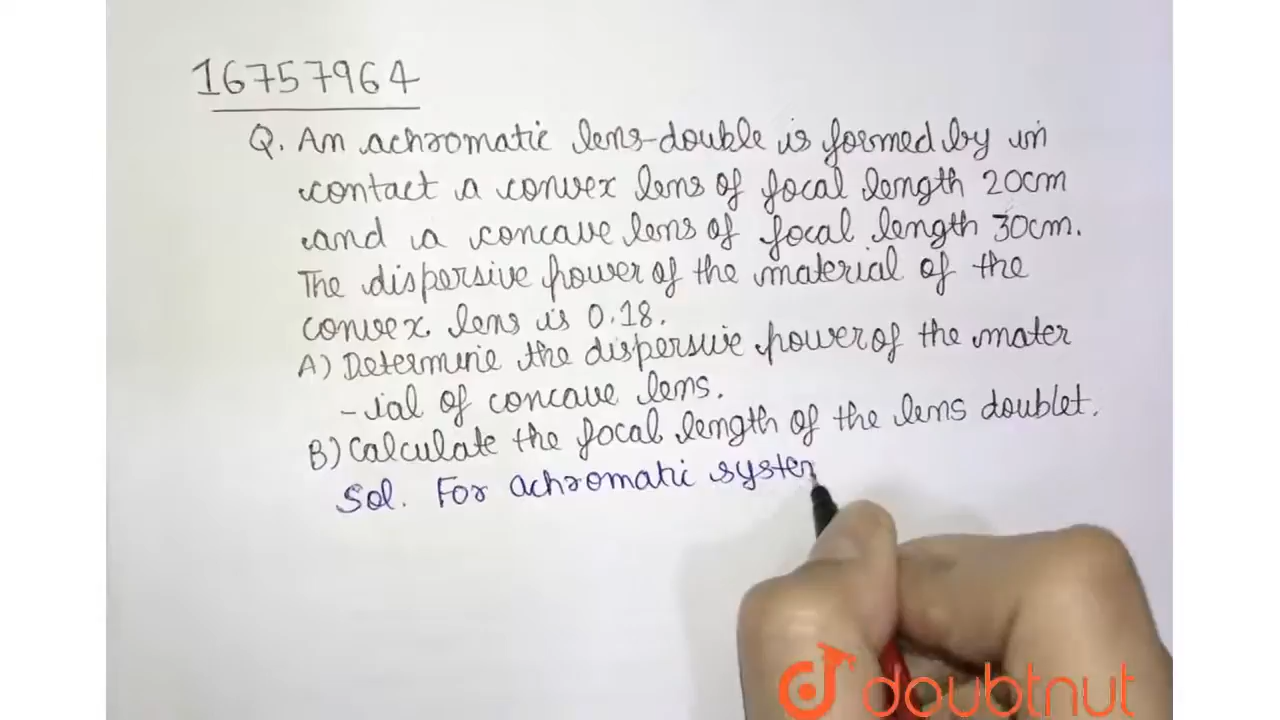 16757964
Q. An achromatic lens-double is formed by in
contact a convex lens of focal length 20cm
and a concave lens of focal length 30cm.
The dispersive power of the material of the
convex lens is 0.18.
A) Determine the dispersive power of the mater
-ial of concave lens.
B) Calculate the focal length of the lens doublet.
Sol. For achromatic system
doubtnut